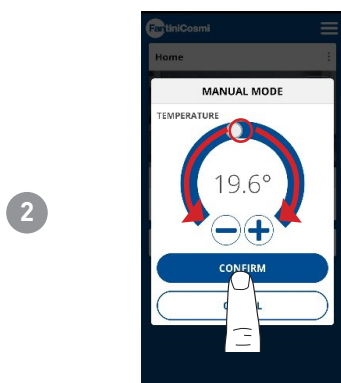 FantiniCosmi
Home
MANUAL MODE
TEMPERATURE
19.6°
2
CONFIRM